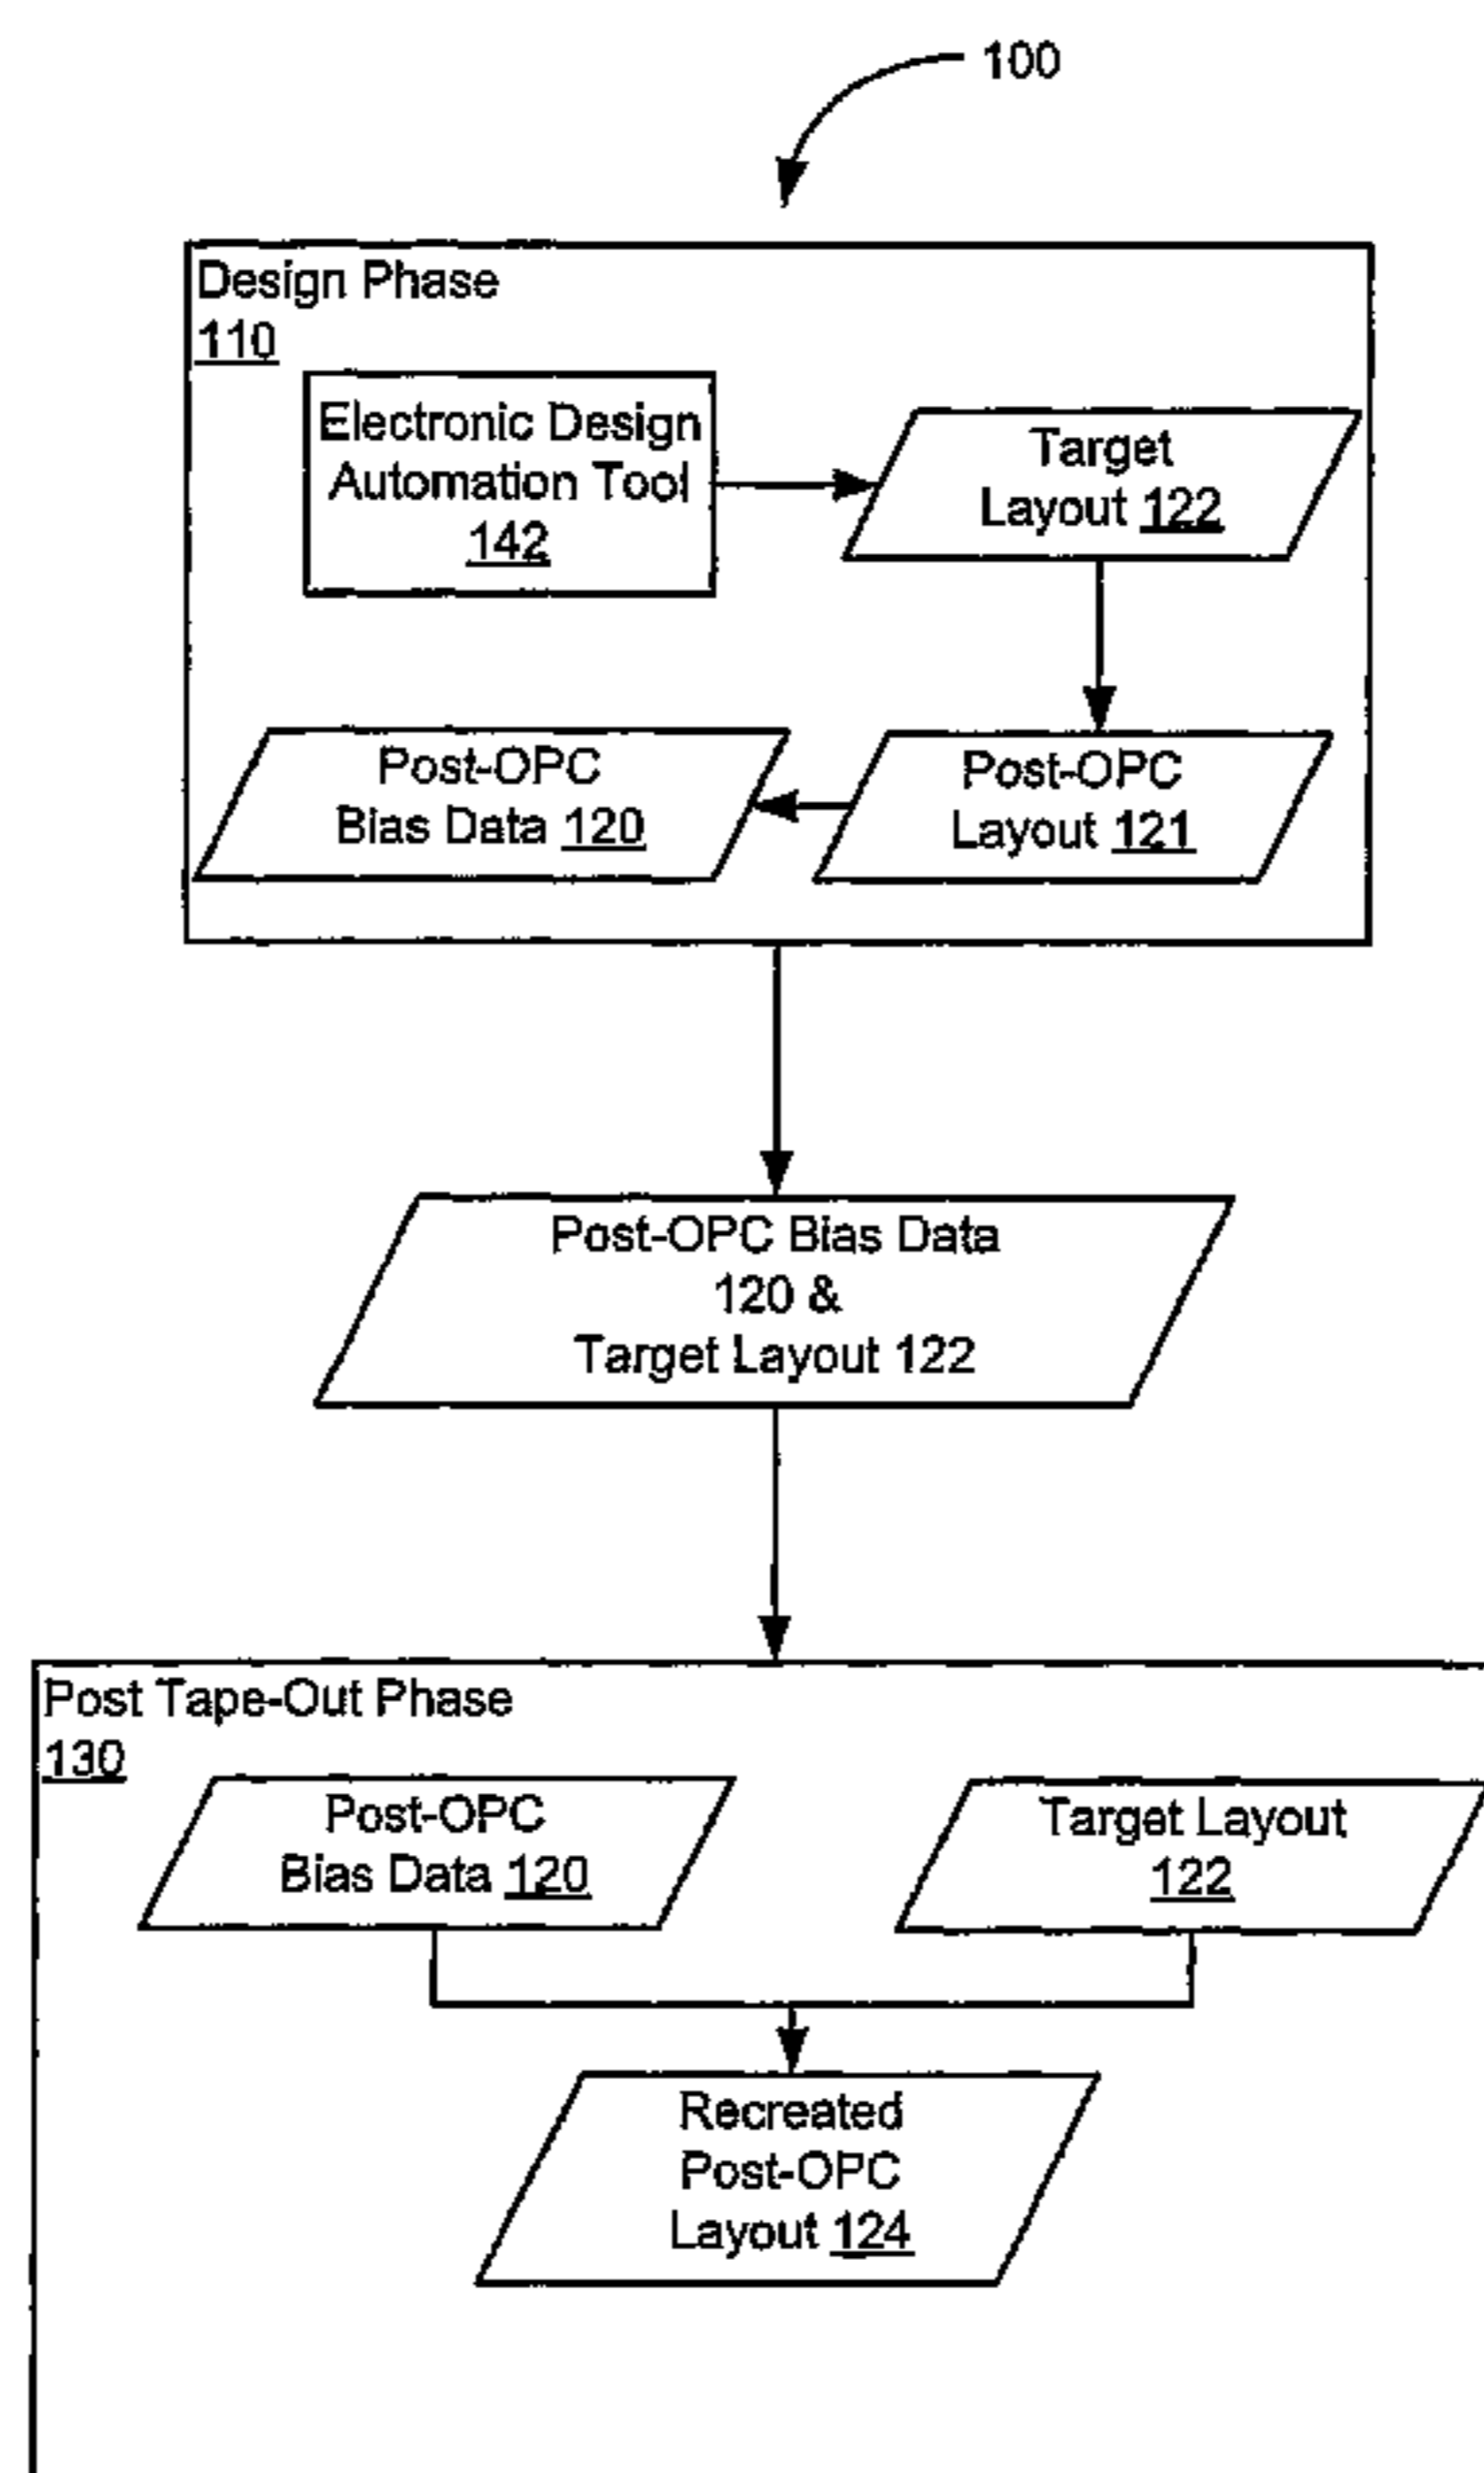 100
Design Phase
110
Electronic Design
Automation Tool
142
Target
Layout 122
Post-OPC
Bias Data 120
Post-OPC
Layout 121
Post-OPC Bias Data
120 &
Target Layout 122
Post Tape-Out Phase
130
Post-OPC
Bias Data 120
Target Layout
122
Recreated
Post-OPC
Layout 124